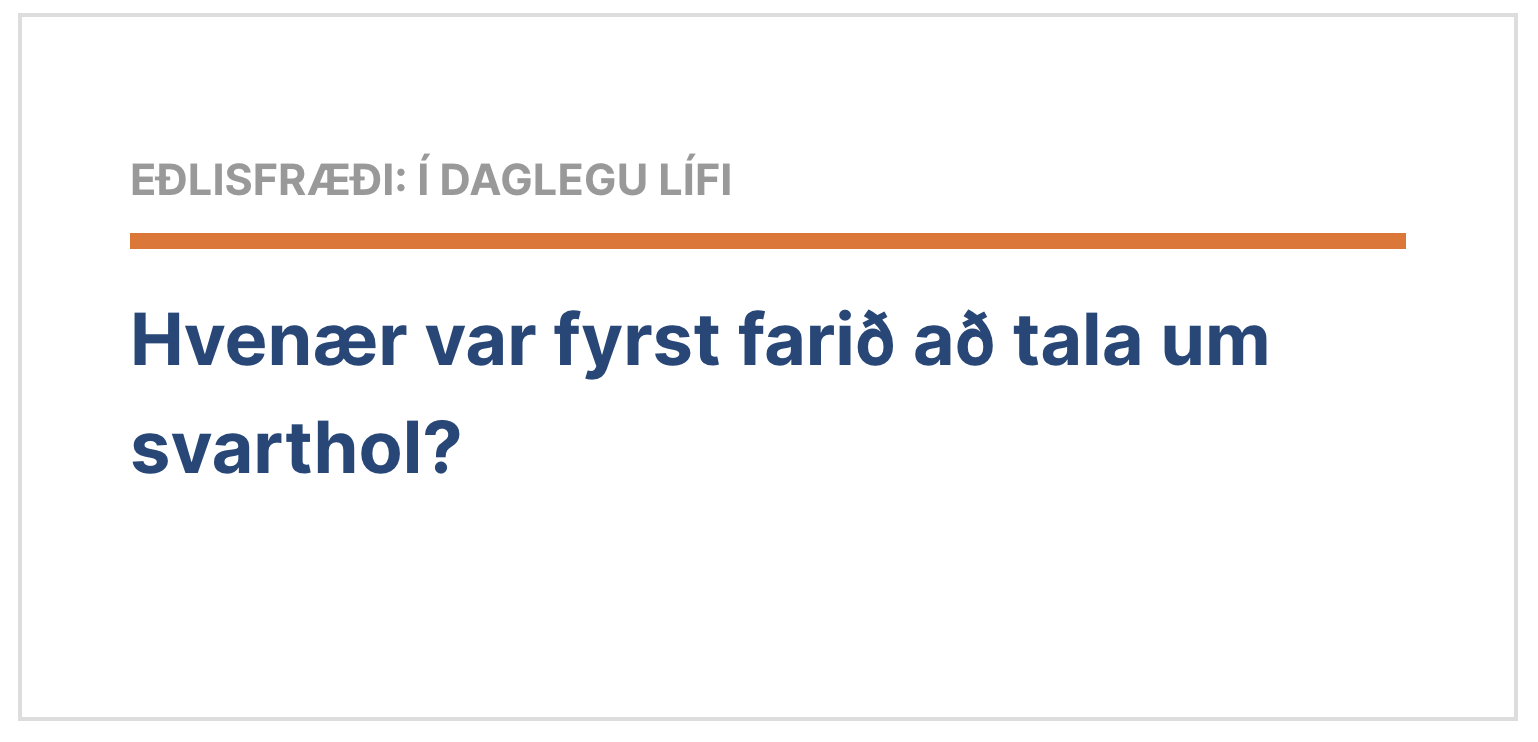 EÐLISFRÆÐI: Í DAGLEGU LÍFI
Hvenær var fyrst farið að tala um
svarthol?